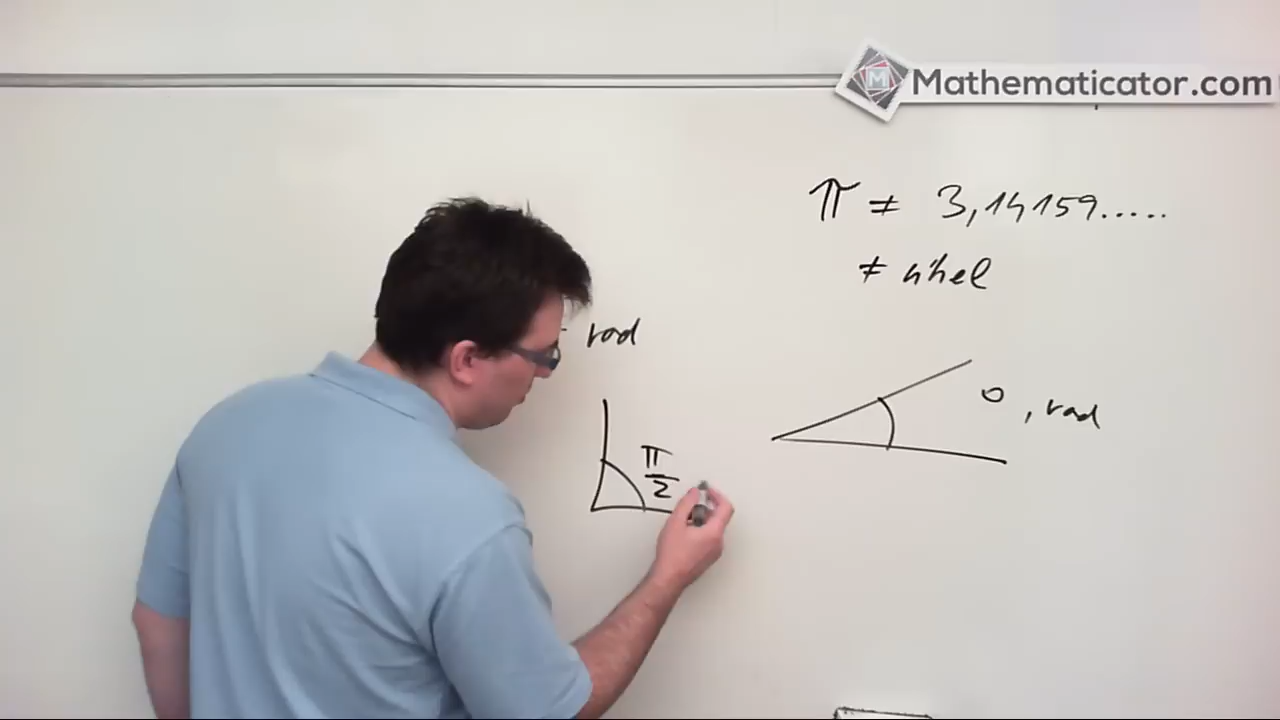 Mathematicator.com
π ≠ 3,14159.....
≠ úhel
rad
° , rad
π/2